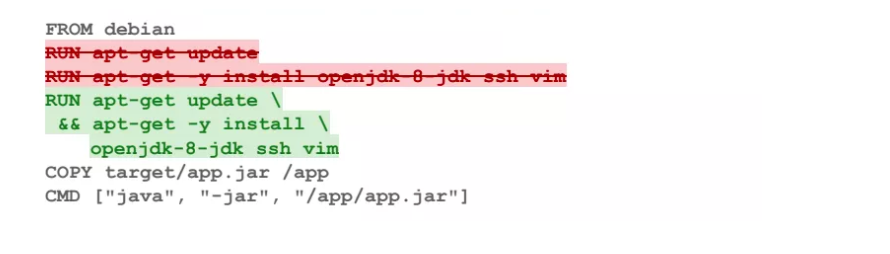 FROM debian
RUN apt-get update
RUN apt-get -y install openjdk-8-jdk ssh vim
RUN apt-get update \
&& apt-get -y install \
openjdk-8-jdk ssh vim
COPY target/app.jar /app
CMD ["java", "-jar", "/app/app.jar"]